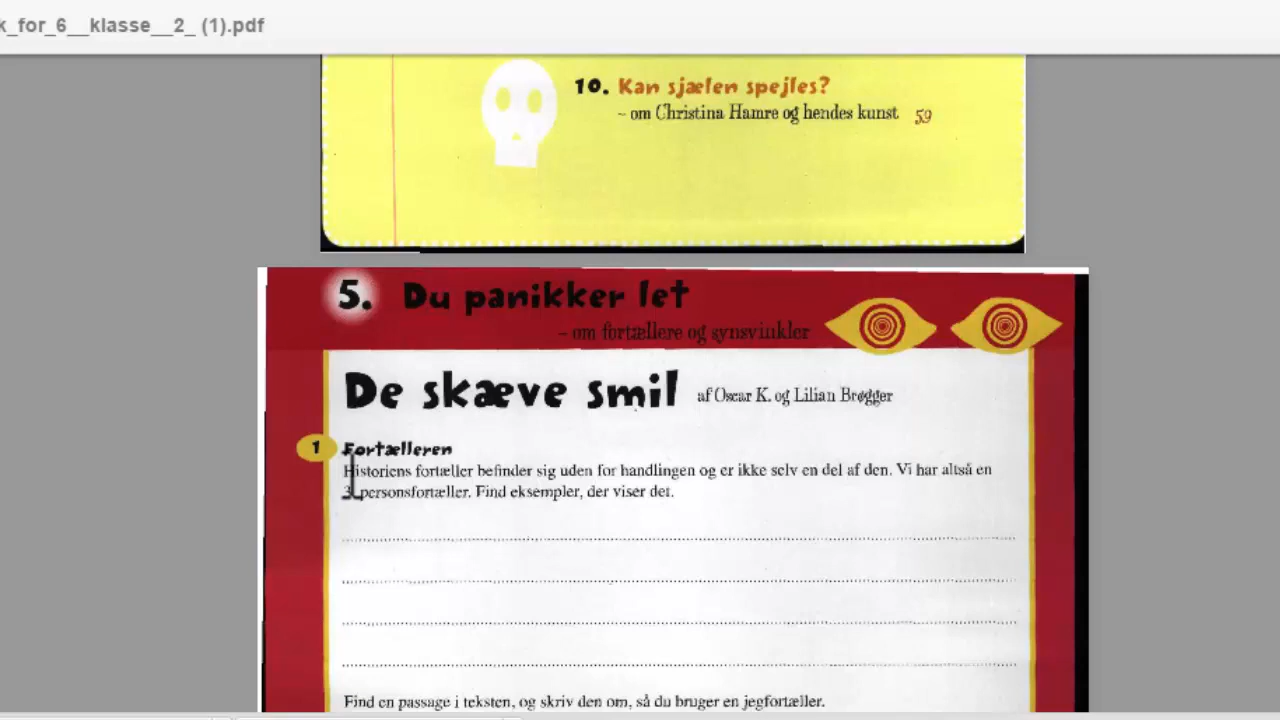 k_for_6__klasse__2_ (1).pdf
10. Kan sjælen spejles?
– om Christina Hamre og hendes kunst 59
5. Du panikker let
– om fortællere og synsvinkler
De skæve smil af Oscar K. og Lilian Brøgger
1 Fortælleren
Historiens fortæller befinder sig uden for handlingen og er ikke selv en del af den. Vi har altså en
3. personsfortæller. Find eksempler, der viser det.
Find en passage i teksten, og skriv den om, så du bruger en jegfortæller.